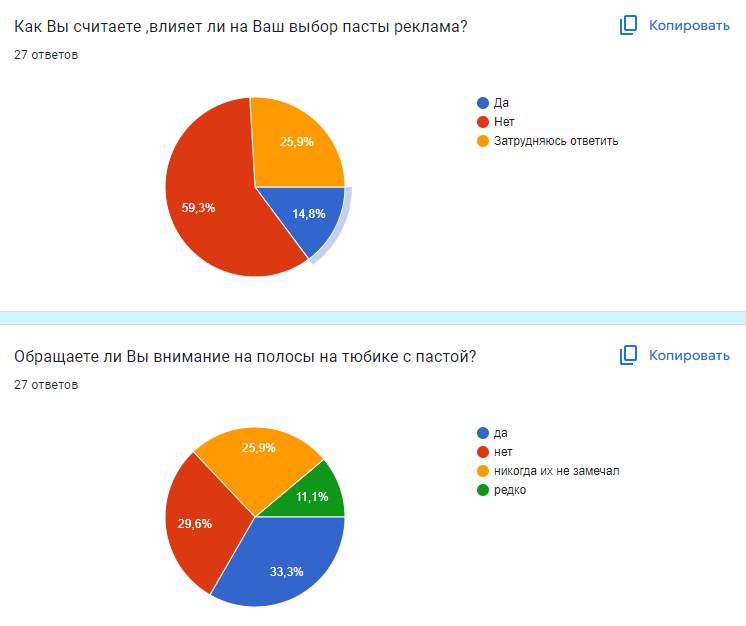 Как Вы считаете ,влияет ли на Ваш выбор пасты реклама?
Копировать
27 ответов
Да
Нет
Затрудняюсь ответить
25,9%
59,3%
14,8%
Обращаете ли Вы внимание на полосы на тюбике с пастой?
Копировать
27 ответов
да
нет
никогда их не замечал
редко
25,9%
11,1%
29,6%
33,3%